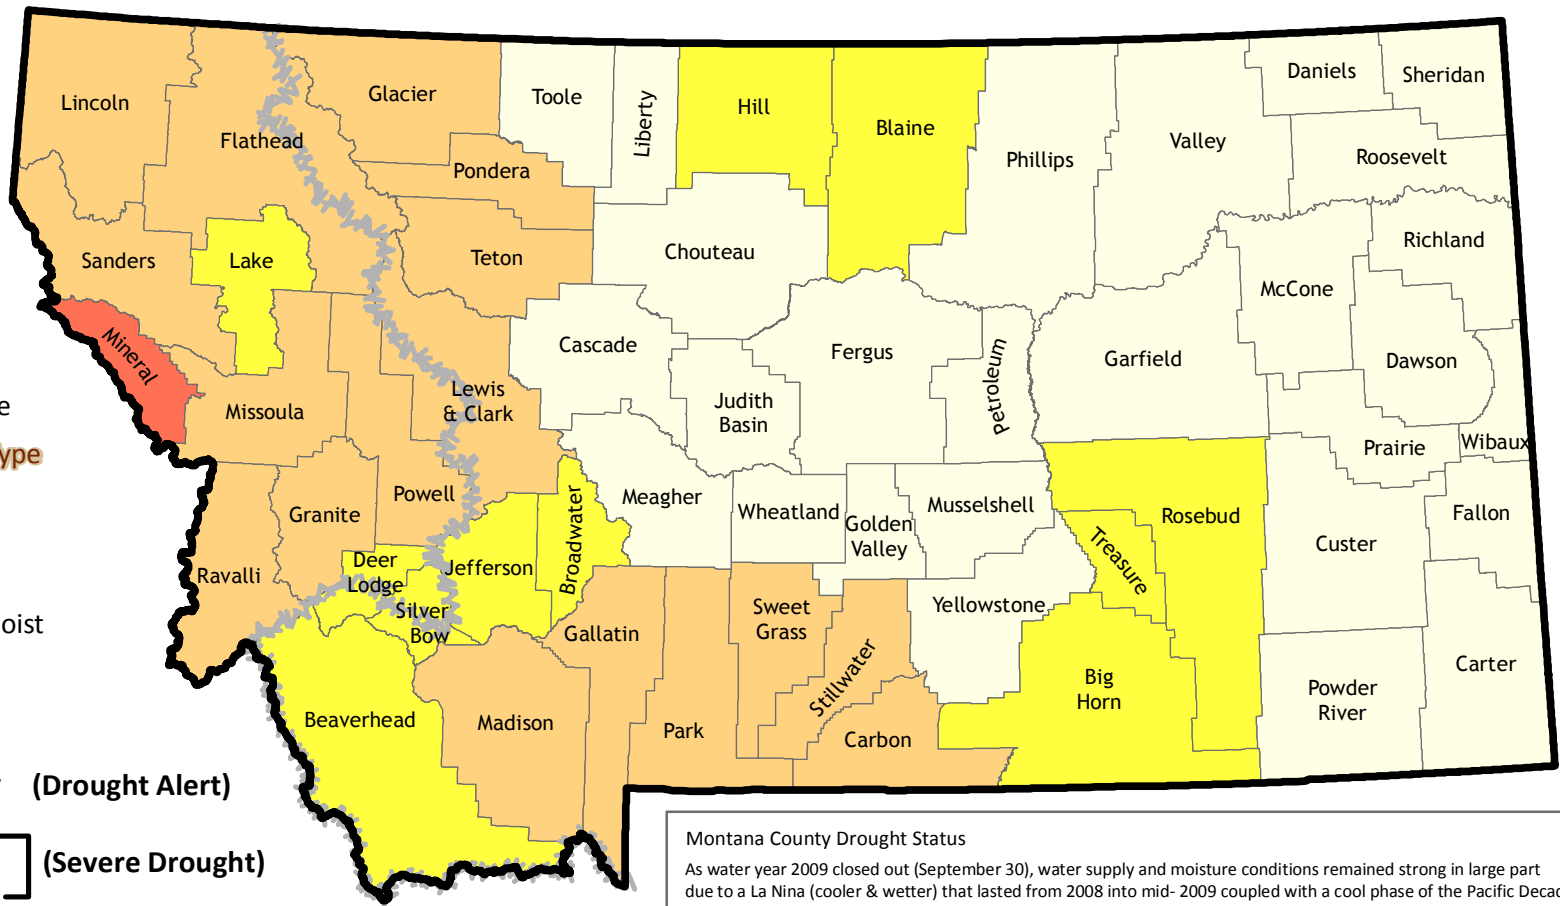 Lincoln
Flathead
Glacier
Toole
Liberty
Hill
Blaine
Phillips
Valley
Daniels
Sheridan
Roosevelt
Pondera
Teton
Chouteau
Richland
McCone
Sanders
Lake
Mineral
Missoula
Lewis
& Clark
Cascade
Judith
Basin
Fergus
Petroleum
Garfield
Dawson
Prairie
Wibaux
Powell
Granite
Ravalli
Deer
Lodge
Silver
Bow
Jefferson
Broadwater
Meagher
Wheatland
Golden
Valley
Musselshell
Treasure
Rosebud
Custer
Fallon
Yellowstone
Beaverhead
Madison
Gallatin
Park
Sweet
Grass
Stillwater
Carbon
Big
Horn
Powder
River
Carter
e
ype
oist
(Drought Alert)
(Severe Drought)
Montana County Drought Status
As water year 2009 closed out (September 30), water supply and moisture conditions remained strong in large part
due to a La Nina (cooler & wetter) that lasted from 2008 into mid- 2009 coupled with a cool phase of the Pacific Decad